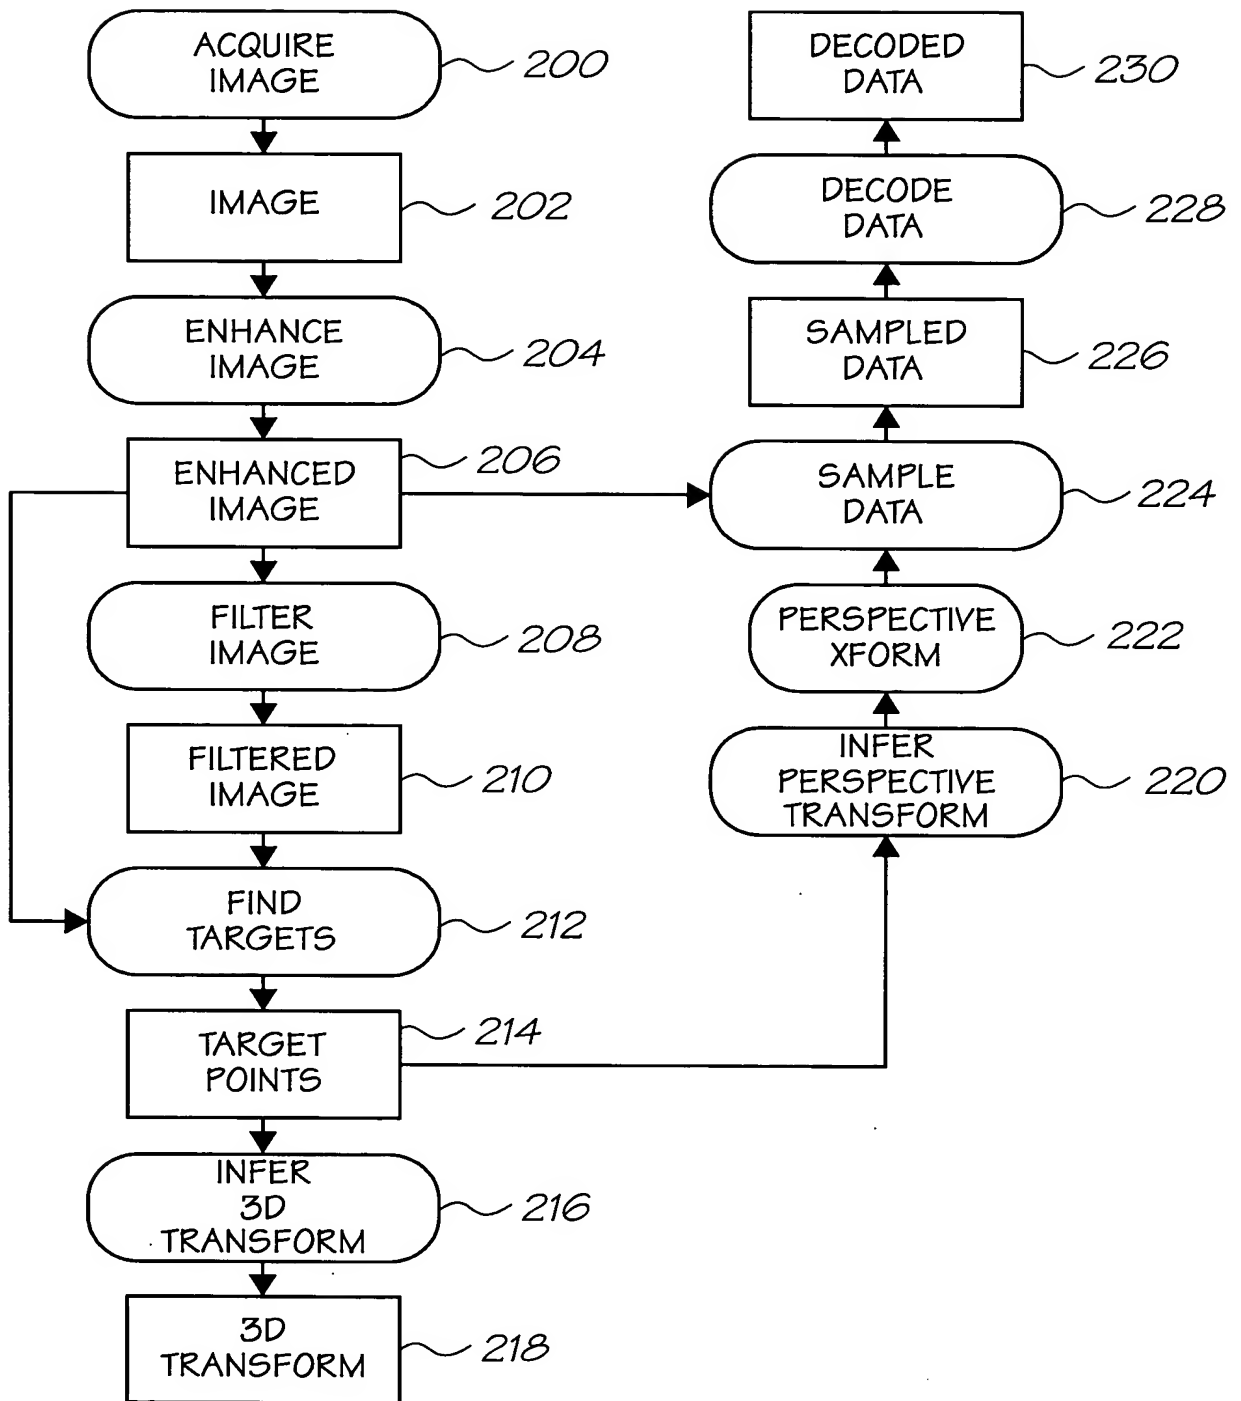 ACQUIRE
IMAGE
200
IMAGE
202
ENHANCE
IMAGE
204
ENHANCED
IMAGE
206
FILTER
IMAGE
208
FILTERED
IMAGE
210
FIND
TARGETS
212
TARGET
POINTS
214
INFER
3D
TRANSFORM
216
3D
TRANSFORM
218
DECODED
DATA
230
DECODE
DATA
228
SAMPLED
DATA
226
SAMPLE
DATA
224
PERSPECTIVE
XFORM
222
INFER
PERSPECTIVE
TRANSFORM
220